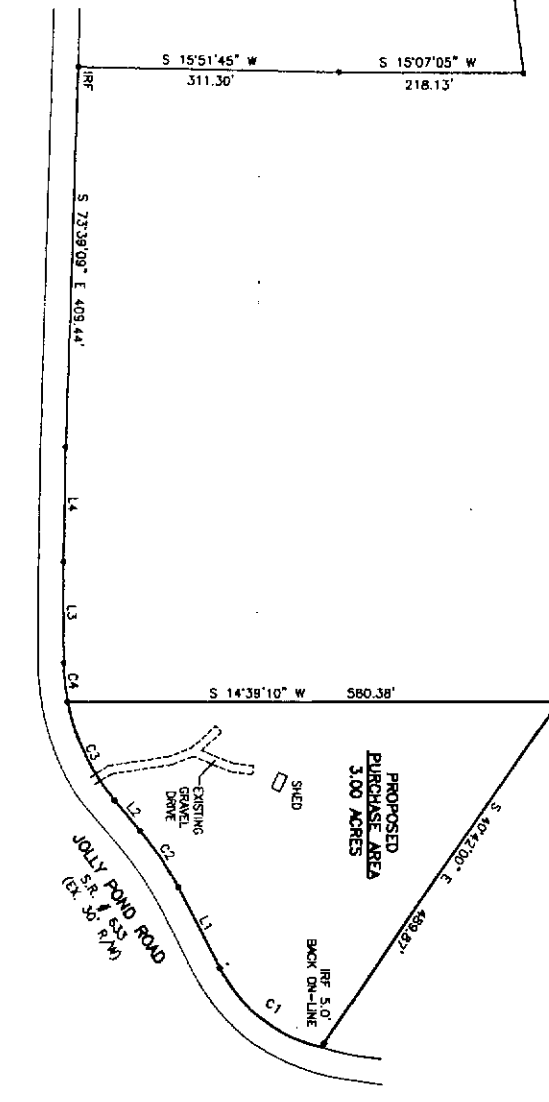 S 15°51'45" W
311.30'
S 15°07'05" W
218.13'
IRF
S 73°39'09" E 409.44'
L4
L3
C4
S 14°39'10" W 580.38'
C3
L2
C2
L1
C1
EXISTING
GRAVEL
DRIVE
SHED
PROPOSED
PURCHASE AREA
3.00 ACRES
S 40°42'00" E
489.87'
IRF 5.0'
BACK ON-LINE
JOLLY POND ROAD
S.R. # 633
(EX. 30' R/W)